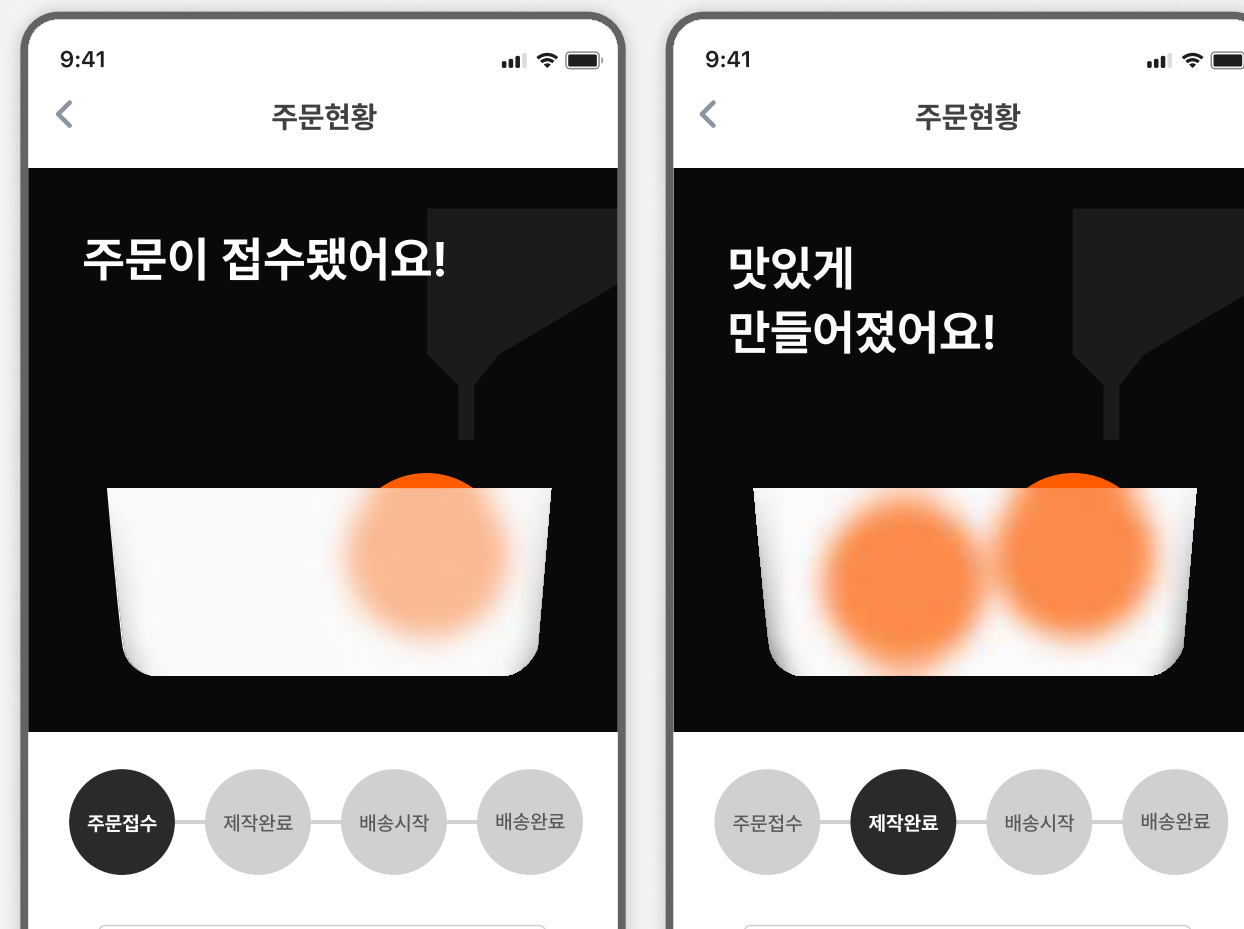 9:41
주문현황
주문이 접수됐어요!
주문접수
제작완료
배송시작
배송완료
9:41
주문현황
맛있게
만들어졌어요!
주문접수
제작완료
배송시작
배송완료